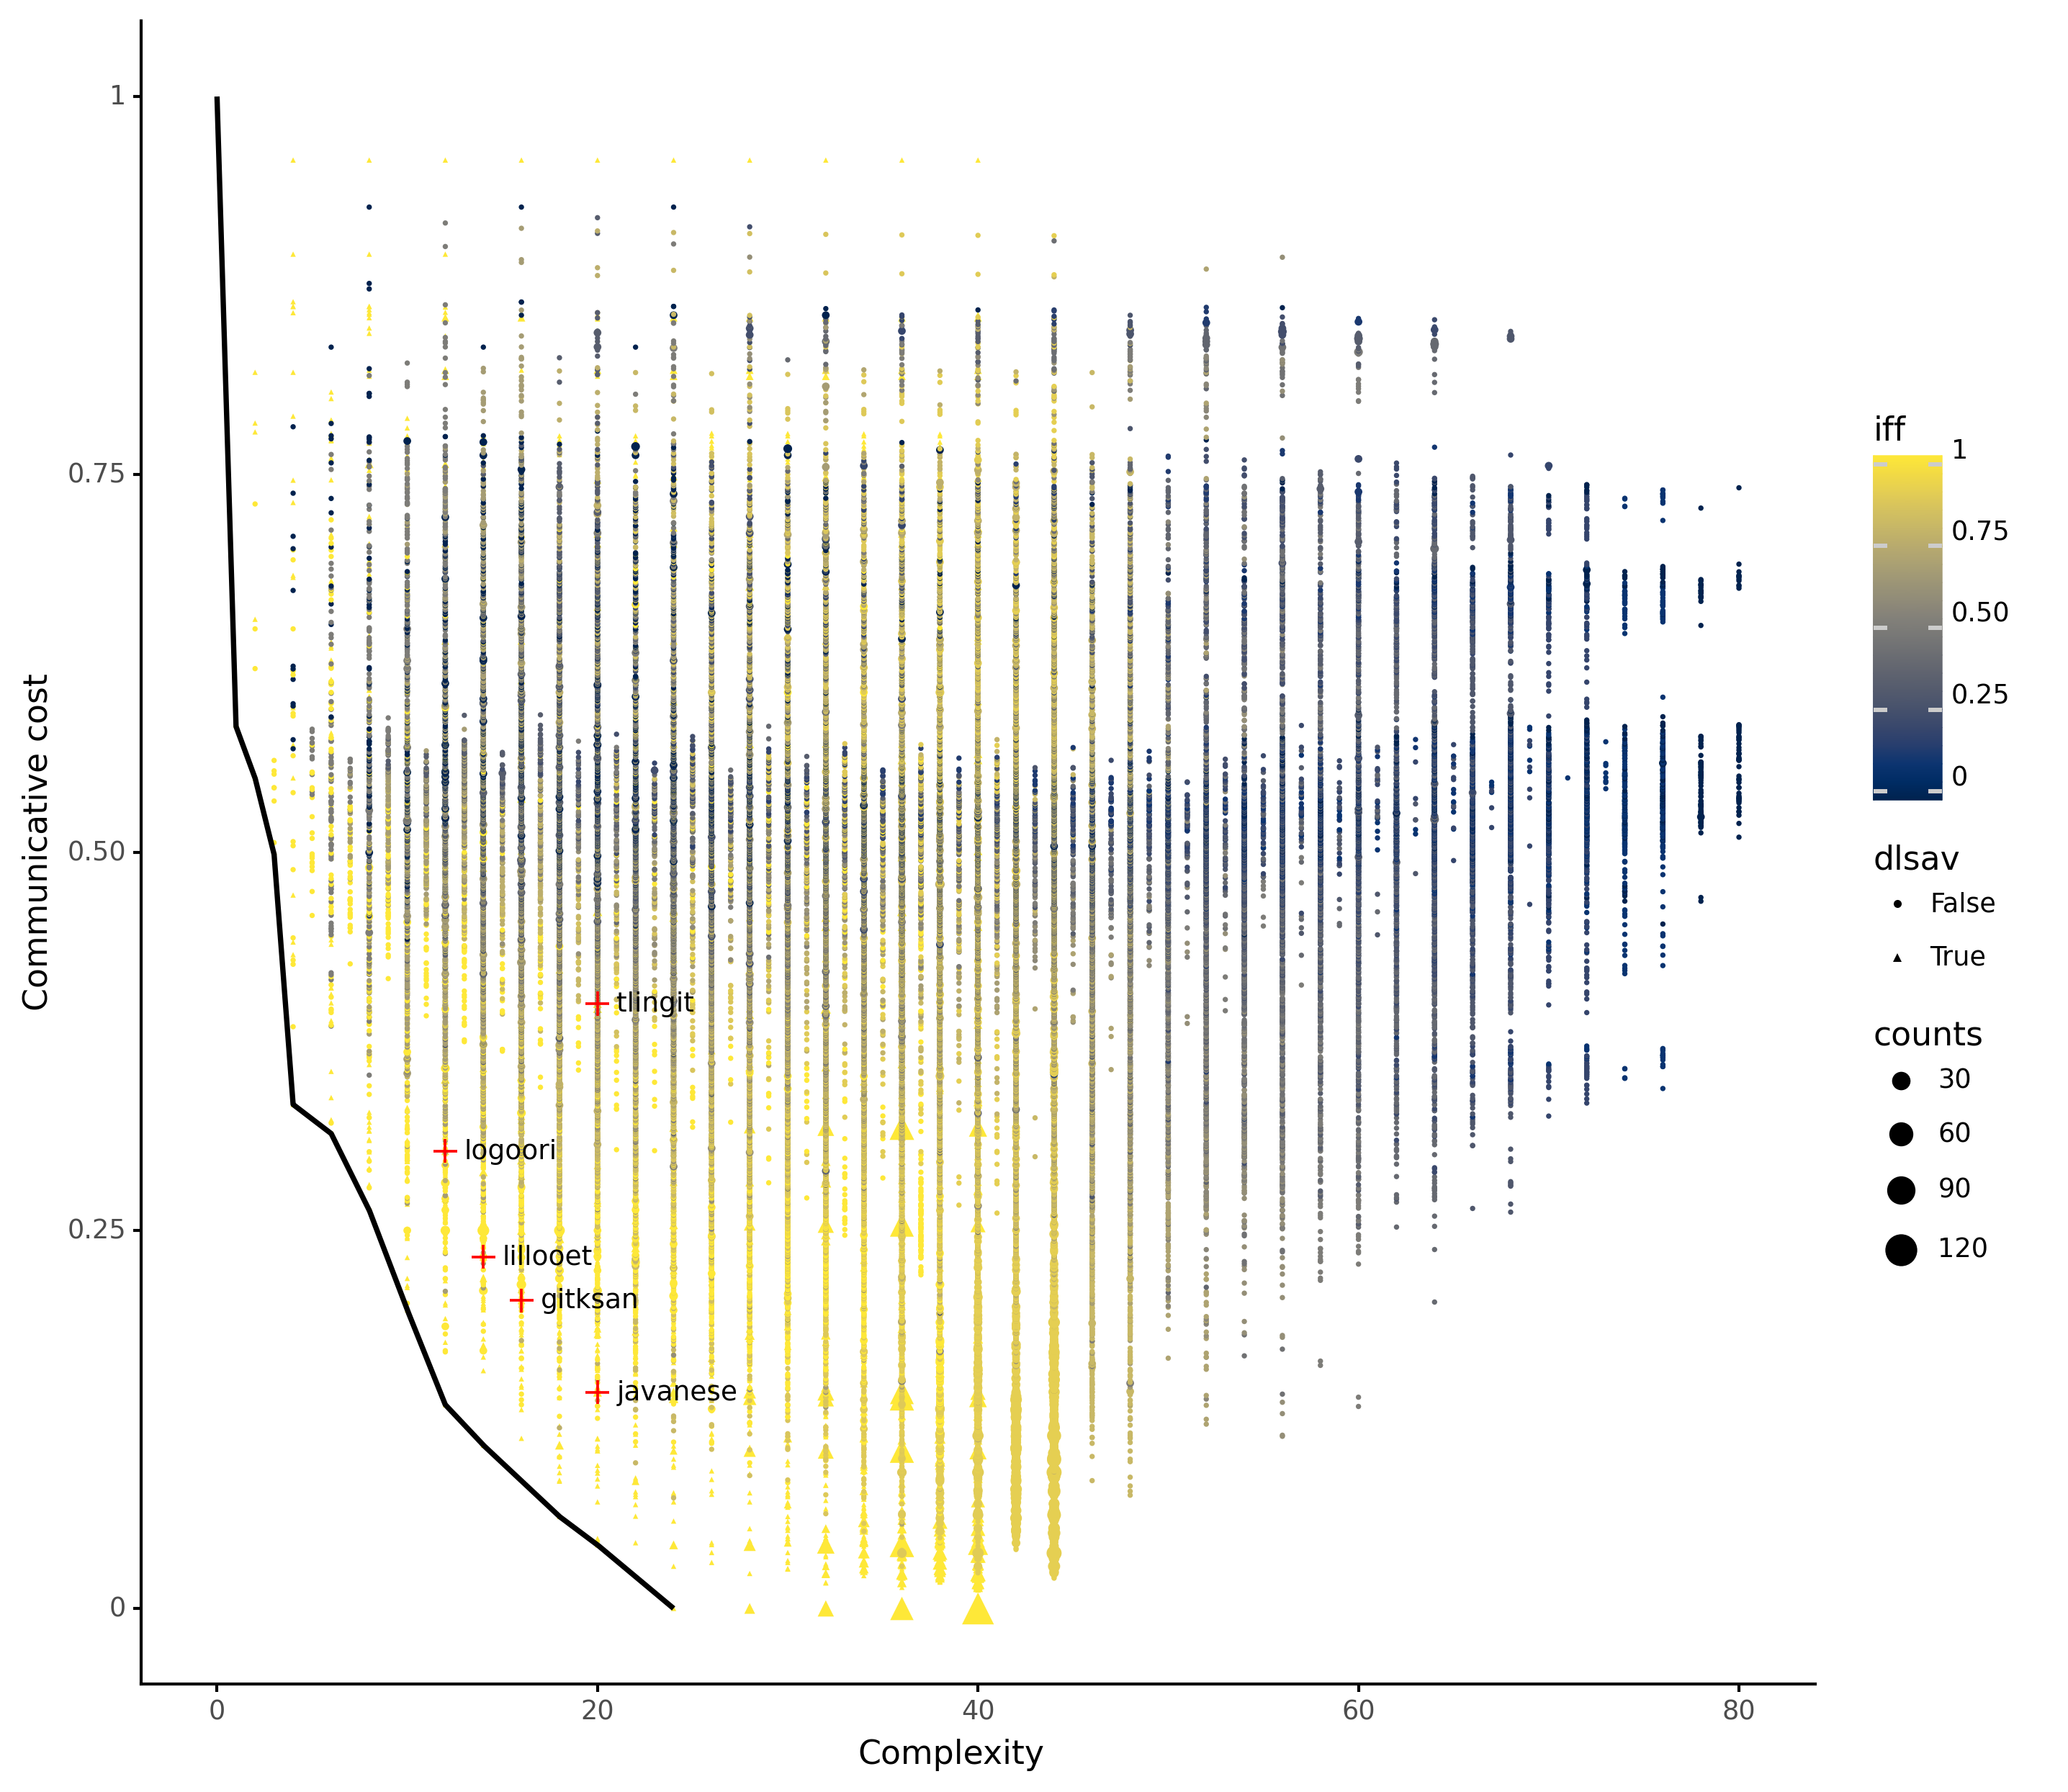 1
0.75
0.50
0.25
0
Communicative cost
0
20
40
60
80
Complexity
tlingit
logoori
lillooet
gitksan
javanese
iff
1
0.75
0.50
0.25
0
dlsav
False
True
counts
30
60
90
120